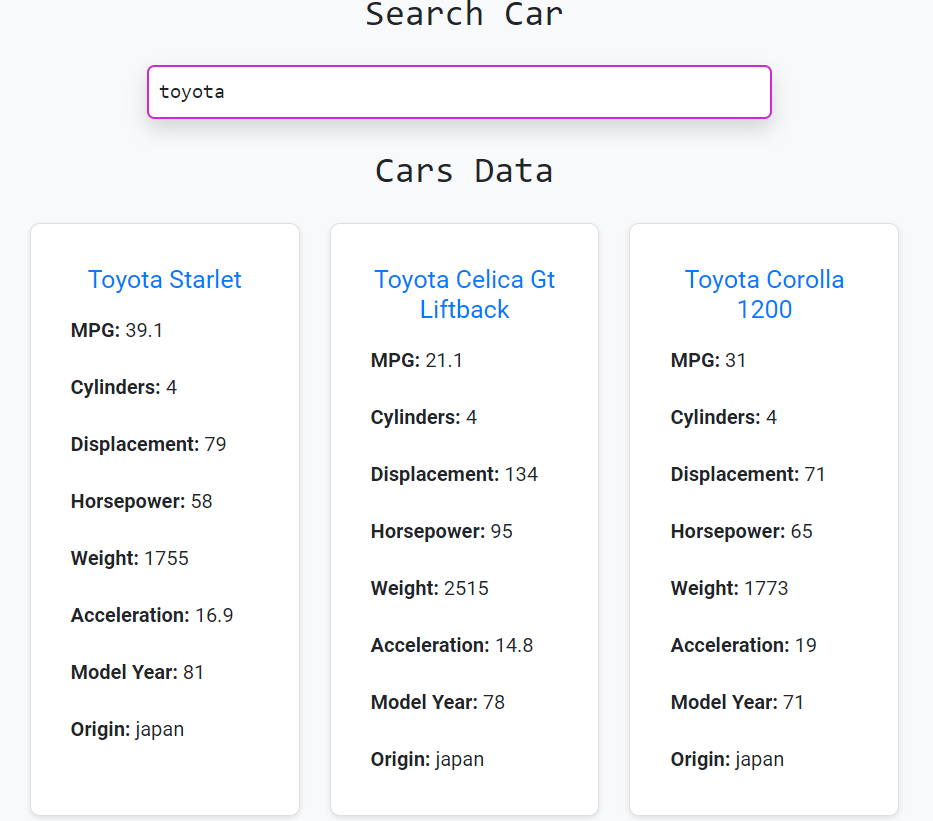 Search Car
toyota
Cars Data
Toyota Starlet
MPG: 39.1
Cylinders: 4
Displacement: 79
Horsepower: 58
Weight: 1755
Acceleration: 16.9
Model Year: 81
Origin: japan
Toyota Celica Gt
Liftback
MPG: 21.1
Cylinders: 4
Displacement: 134
Horsepower: 95
Weight: 2515
Acceleration: 14.8
Model Year: 78
Origin: japan
Toyota Corolla
1200
MPG: 31
Cylinders: 4
Displacement: 71
Horsepower: 65
Weight: 1773
Acceleration: 19
Model Year: 71
Origin: japan